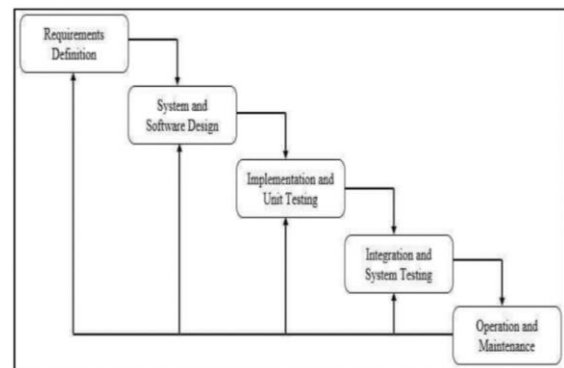 Requirements
Definition
System and
Software Design
Implementation and
Unit Testing
Integration and
System Testing
Operation and
Maintenance